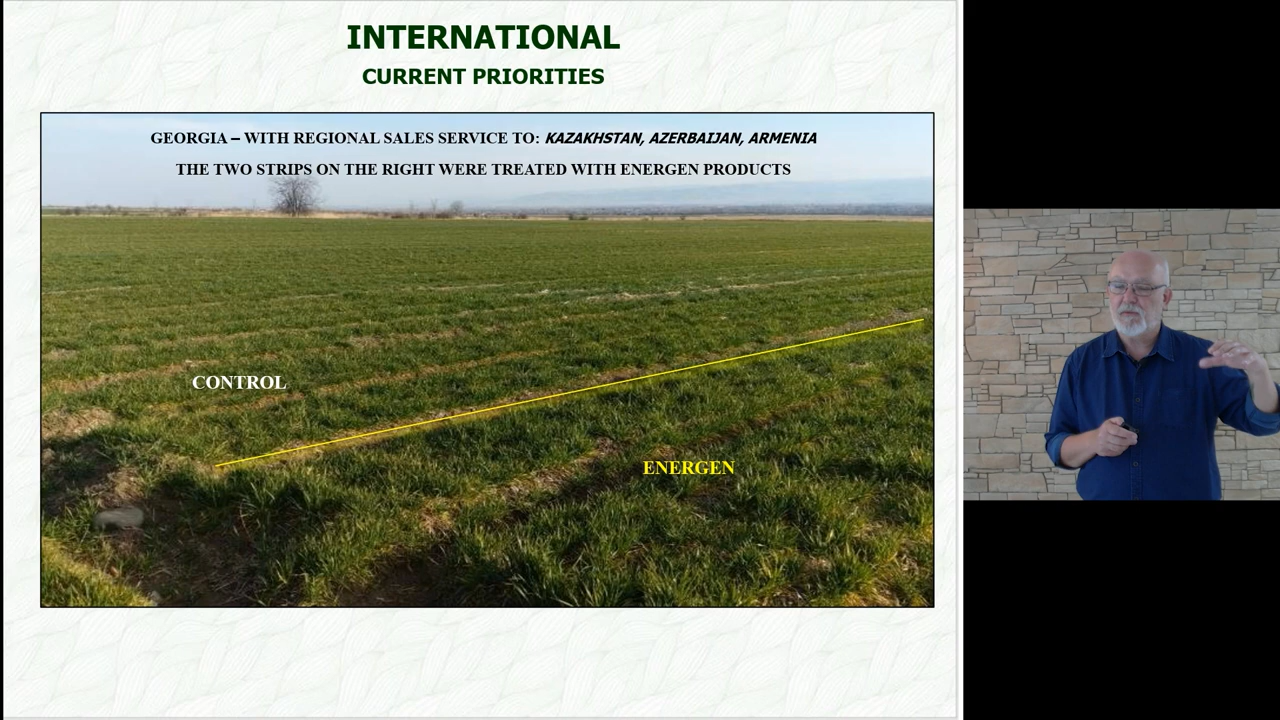 INTERNATIONAL
CURRENT PRIORITIES
GEORGIA – WITH REGIONAL SALES SERVICE TO: KAZAKHSTAN, AZERBAIJAN, ARMENIA
THE TWO STRIPS ON THE RIGHT WERE TREATED WITH ENERGEN PRODUCTS
CONTROL
ENERGEN